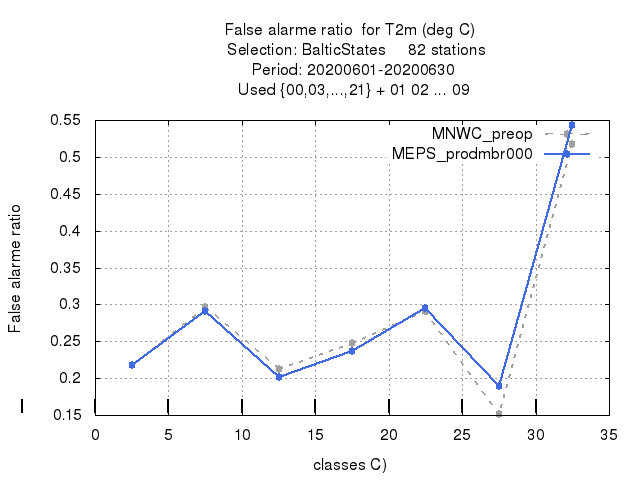 False alarme ratio for T2m (deg C)
Selection: BalticStates 82 stations
Period: 20200601-20200630
Used {00,03,...,21} + 01 02 ... 09
MNWC_preop
MEPS_prodmbr000
False alarme ratio
0.55
0.5
0.45
0.4
0.35
0.3
0.25
0.2
0.15
0 5 10 15 20 25 30 35
classes C)